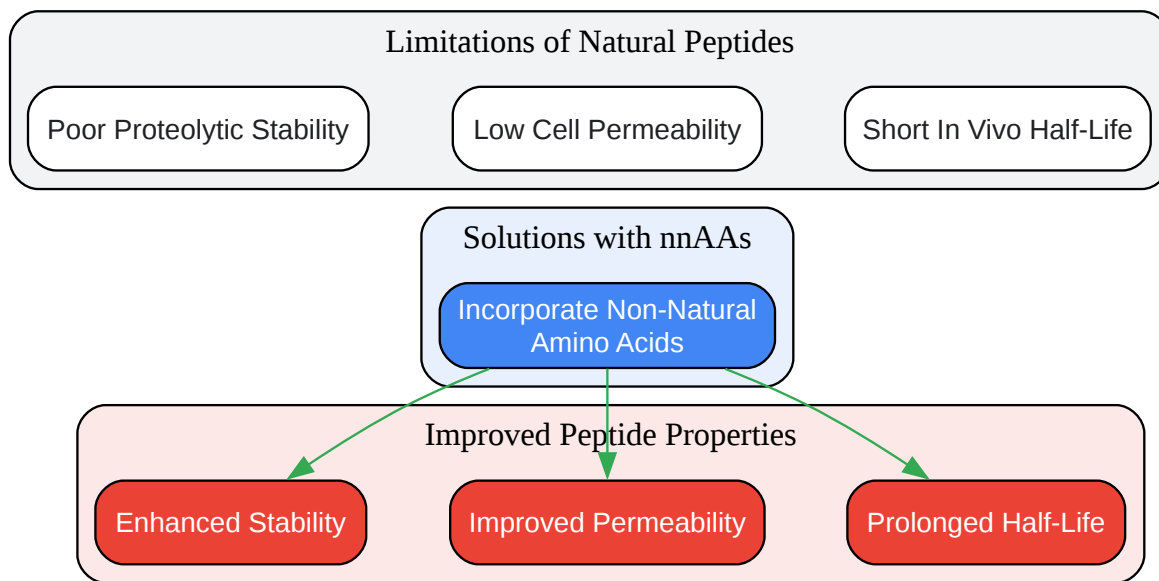 Limitations of Natural Peptides
Poor Proteolytic Stability
Low Cell Permeability
Short In Vivo Half-Life
Solutions with nnAAs
Incorporate Non-Natural
Amino Acids
Improved Peptide Properties
Enhanced Stability
Improved Permeability
Prolonged Half-Life